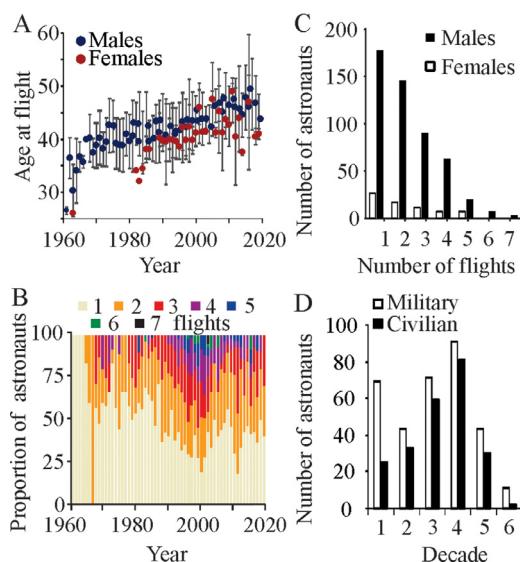 A
60
50
40
30
Age at flight
Males
Females
1960
1980
2000
2020
Year
B
1 2 3 4 5
6 7 flights
100
75
50
25
0
Proportion of astronauts
1960
1980
2000
2020
Year
C
200
150
100
50
0
Number of astronauts
Males
Females
1 2 3 4 5 6 7
Number of flights
D
Military
Civilian
100
80
60
40
20
0
Number of astronauts
1 2 3 4 5 6
Decade